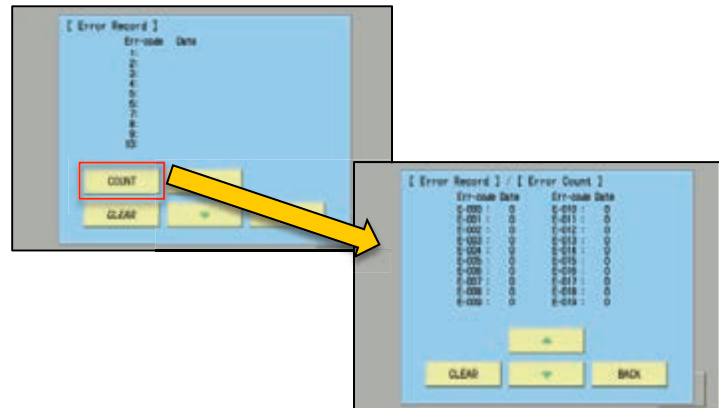 [ Error Record ]
Err-code Date
1:
2:
3:
4:
5:
6:
7:
8:
9:
10:
COUNT
CLEAR
[ Error Record ] / [ Error Count ]
Err-code Date Err-code Date
E-000 : 0 E-010 : 0
E-001 : 0 E-011 : 0
E-002 : 0 E-012 : 0
E-003 : 0 E-013 : 0
E-004 : 0 E-014 : 0
E-005 : 0 E-015 : 0
E-006 : 0 E-016 : 0
E-007 : 0 E-017 : 0
E-008 : 0 E-018 : 0
E-009 : 0 E-019 : 0
CLEAR
BACK